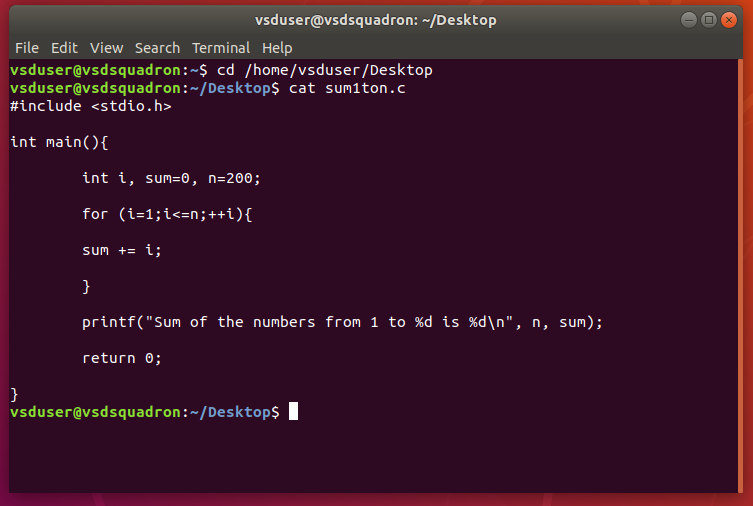 vsduser@vsdsquadron: ~/Desktop
File Edit View Search Terminal Help
vsduser@vsdsquadron:~$ cd /home/vsduser/Desktop
vsduser@vsdsquadron:~/Desktop$ cat sum1ton.c
#include <stdio.h>
int main(){
        int i, sum=0, n=200;
        for (i=1;i<=n;++i){
        sum += i;
        }
        printf("Sum of the numbers from 1 to %d is %d\n", n, sum);
        return 0;
}
vsduser@vsdsquadron:~/Desktop$